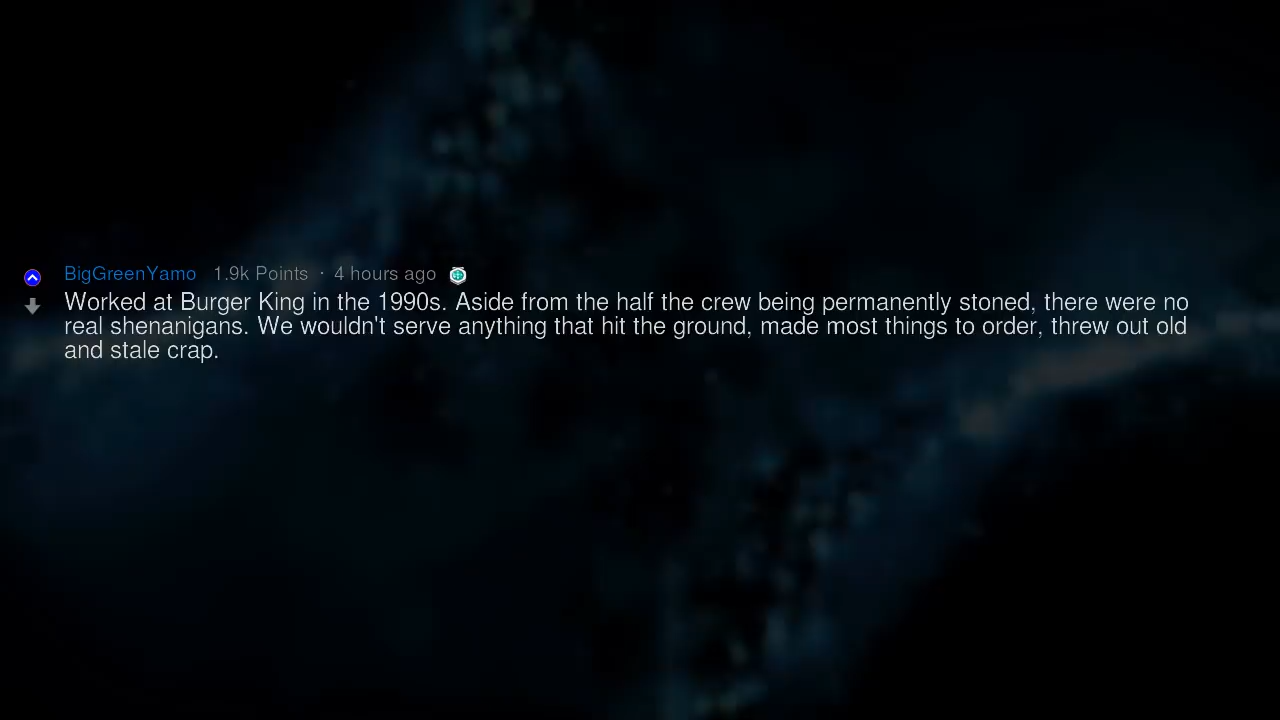 BigGreenYamo 1.9k Points · 4 hours ago
Worked at Burger King in the 1990s. Aside from the half the crew being permanently stoned, there were no
real shenanigans. We wouldn't serve anything that hit the ground, made most things to order, threw out old
and stale crap.